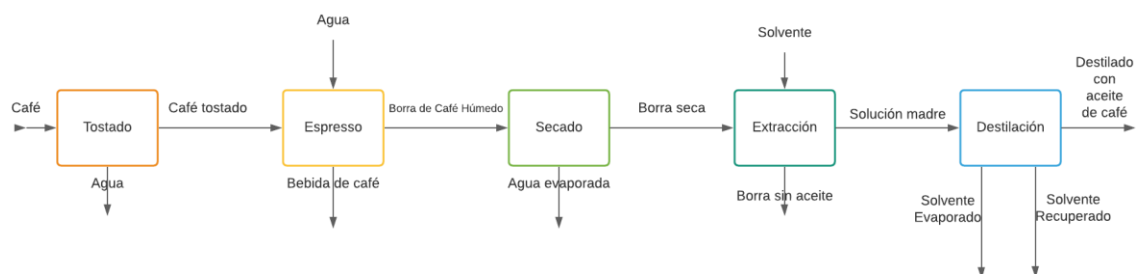 Agua
Solvente
Destilado
con
aceite
de café
Café
Tostado
Café tostado
Espresso
Borra de Café Húmedo
Secado
Borra seca
Extracción
Solución madre
Destilación
Agua
Bebida de café
Agua evaporada
Borra sin aceite
Solvente
Evaporado
Solvente
Recuperado